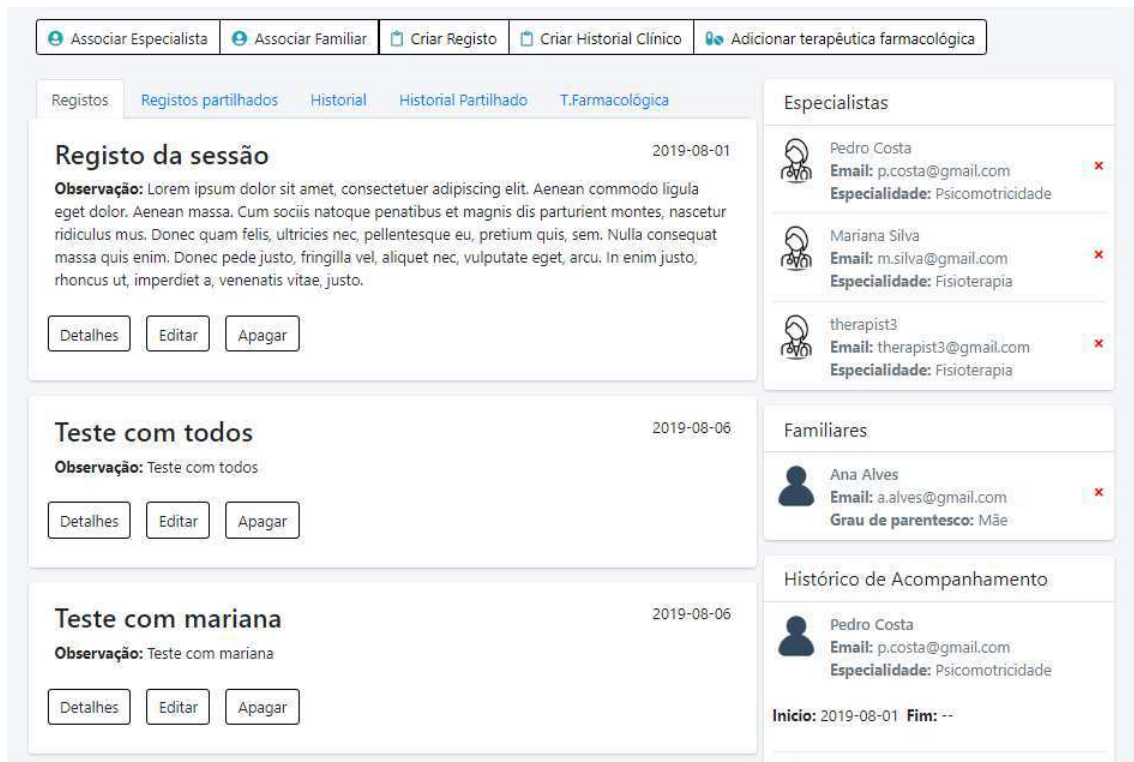 Associar Especialista Associar Familiar Criar Registo Criar Historial Clínico Adicionar terapêutica farmacológica
Registos Registos partilhados Historial Historial Partilhado T.Farmacológica
Registo da sessão 2019-08-01
Observação: Lorem ipsum dolor sit amet, consectetuer adipiscing elit. Aenean commodo ligula
eget dolor. Aenean massa. Cum sociis natoque penatibus et magnis dis parturient montes, nascetur
ridiculus mus. Donec quam felis, ultricies nec, pellentesque eu, pretium quis, sem. Nulla consequat
massa quis enim. Donec pede justo, fringilla vel, aliquet nec, vulputate eget, arcu. In enim justo,
rhoncus ut, imperdiet a, venenatis vitae, justo.
Detalhes Editar Apagar
Teste com todos 2019-08-06
Observação: Teste com todos
Detalhes Editar Apagar
Teste com mariana 2019-08-06
Observação: Teste com mariana
Detalhes Editar Apagar
Especialistas
Pedro Costa
Email: p.costa@gmail.com
Especialidade: Psicomotricidade
Mariana Silva
Email: m.silva@gmail.com
Especialidade: Fisioterapia
therapist3
Email: therapist3@gmail.com
Especialidade: Fisioterapia
Familiares
Ana Alves
Email: a.alves@gmail.com
Grau de parentesco: Mãe
Histórico de Acompanhamento
Pedro Costa
Email: p.costa@gmail.com
Especialidade: Psicomotricidade
Inicio: 2019-08-01 Fim: --